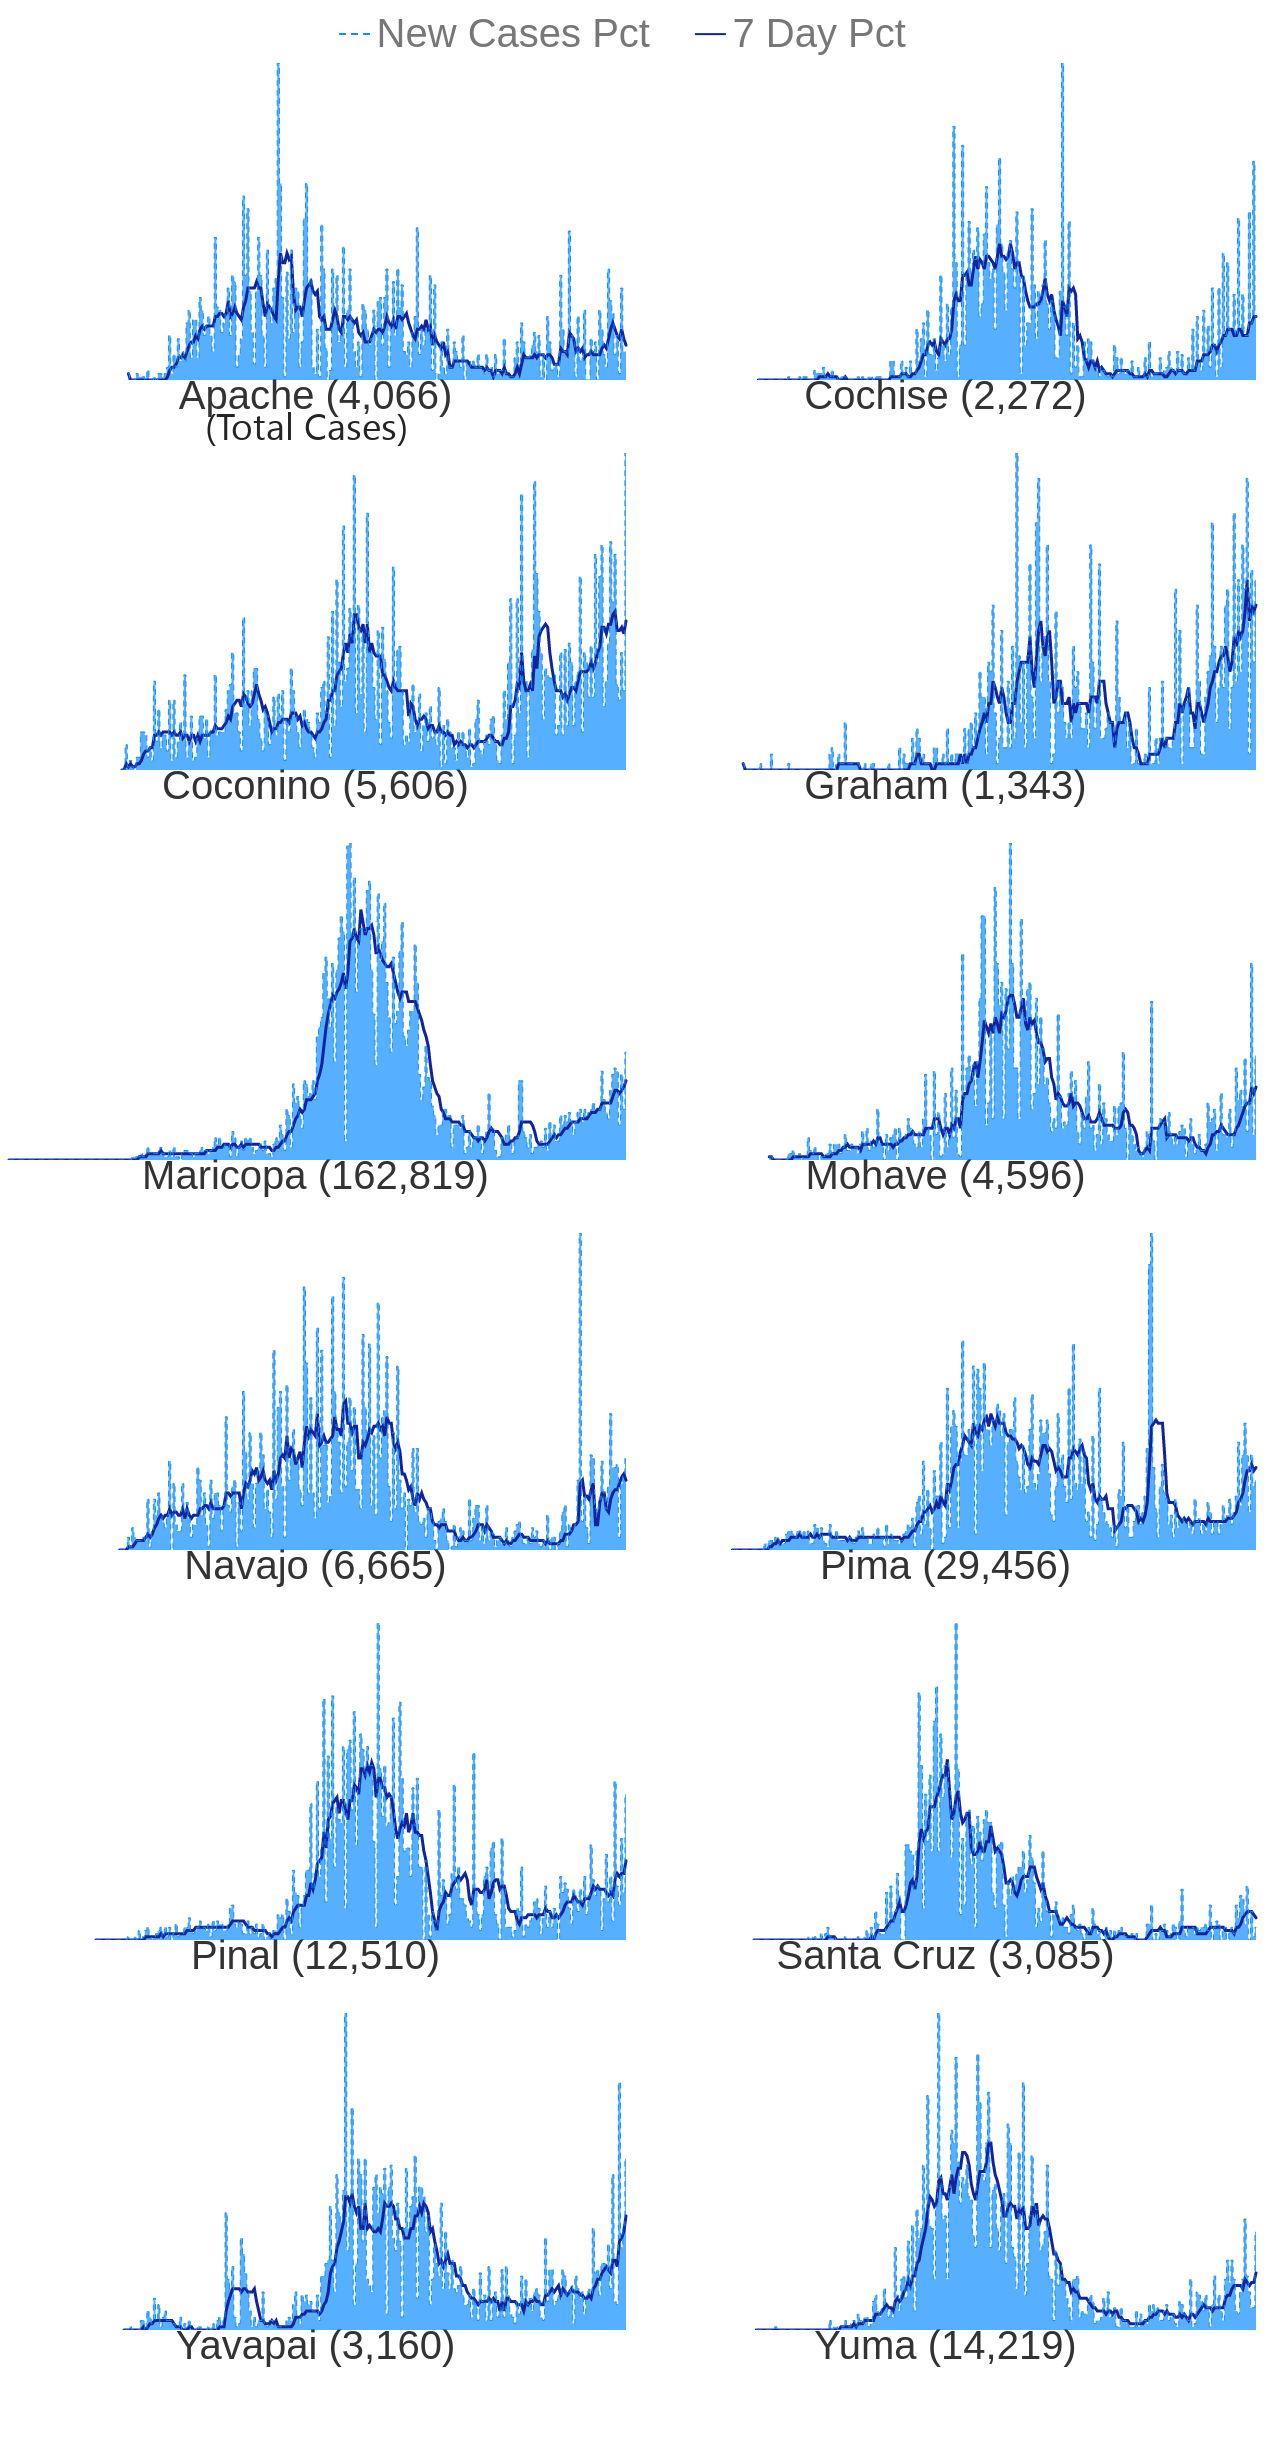 New Cases Pct 7 Day Pct
Apache (4,066) Cochise (2,272)
(Total Cases)
Coconino (5,606) Graham (1,343)
Maricopa (162,819) Mohave (4,596)
Navajo (6,665) Pima (29,456)
Pinal (12,510) Santa Cruz (3,085)
Yavapai (3,160) Yuma (14,219)